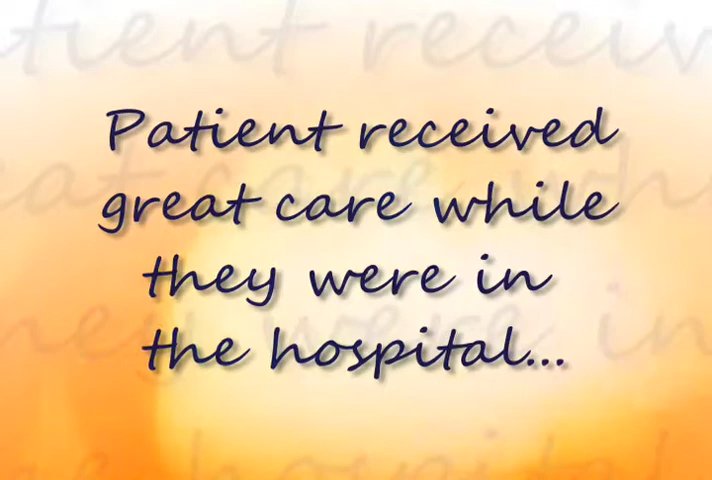 Patient received
great care while
they were in
the hospital...